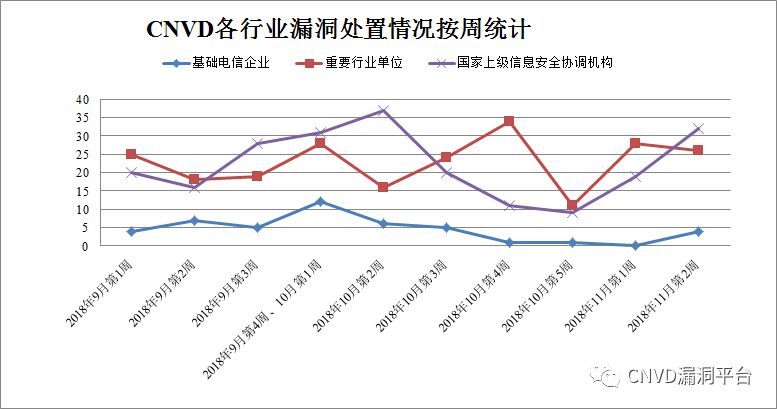 CNVD各行业漏洞处置情况按周统计
基础电信企业 重要行业单位 国家上级信息安全协调机构
40
35
30
25
20
15
10
5
0
2018年9月第1周
2018年9月第2周
2018年9月第3周
2018年9月第4周、10月第1周
2018年10月第2周
2018年10月第3周
2018年10月第4周
2018年10月第5周
2018年11月第1周
2018年11月第2周
CNVD漏洞平台